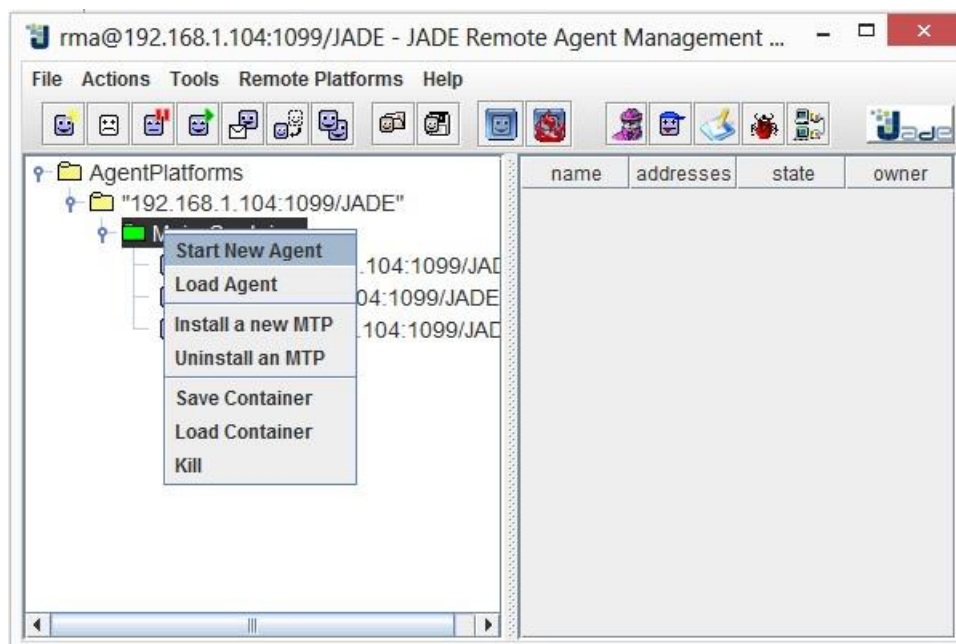 rma@192.168.1.104:1099/JADE - JADE Remote Agent Management ...
File Actions Tools Remote Platforms Help
Jade
AgentPlatforms
name addresses state owner
"192.168.1.104:1099/JADE"
Start New Agent
.104:1099/JAD
Load Agent
04:1099/JADE
Install a new MTP
.104:1099/JAD
Uninstall an MTP
Save Container
Load Container
Kill